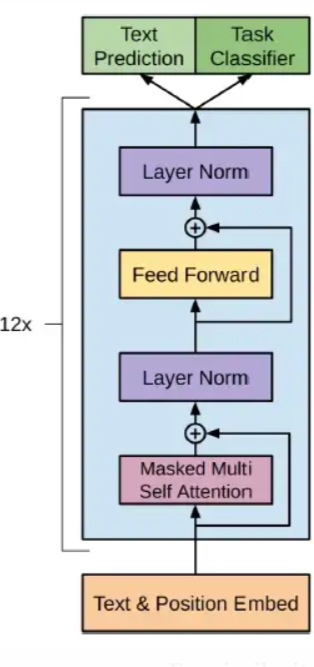 Text
Prediction
Task
Classifier
Layer Norm
+
Feed Forward
12x
Layer Norm
+
Masked Multi
Self Attention
Text & Position Embed